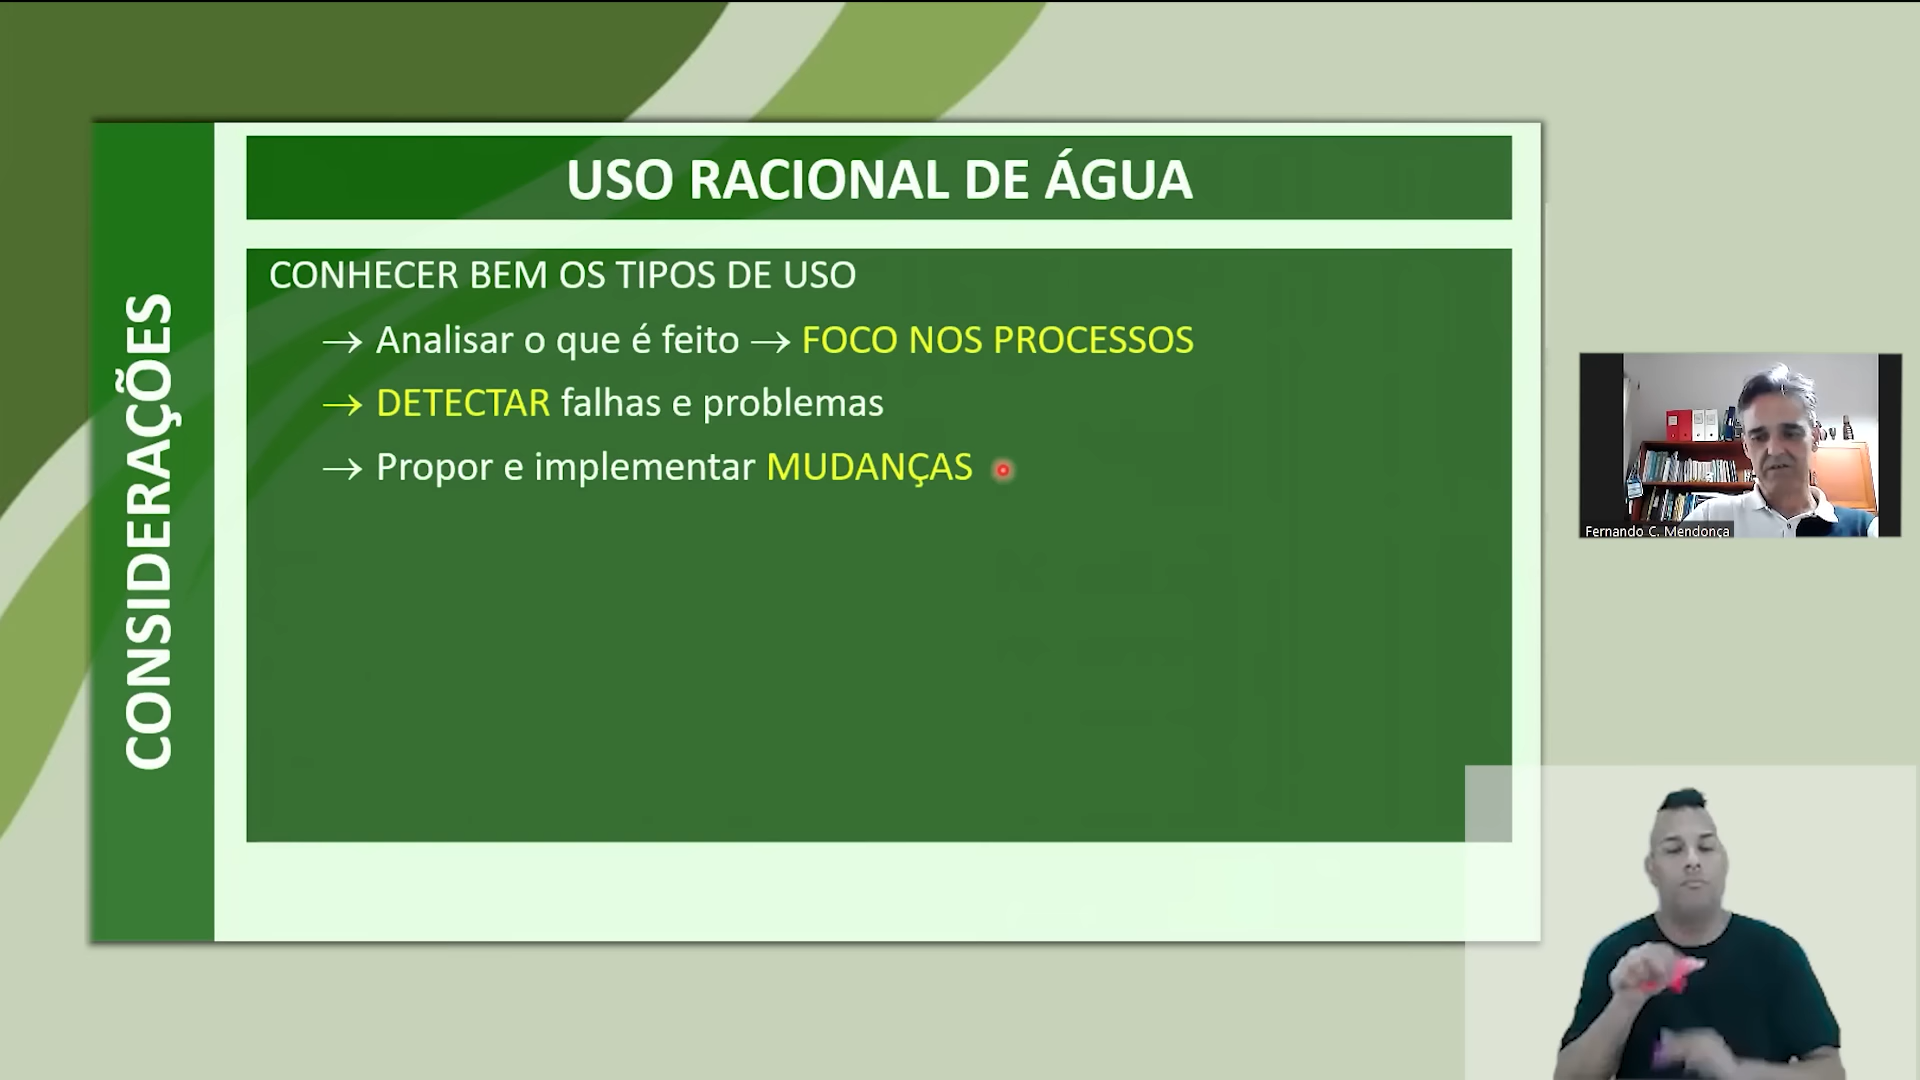 USO RACIONAL DE ÁGUA
CONSIDERAÇÕES
CONHECER BEM OS TIPOS DE USO
→ Analisar o que é feito → FOCO NOS PROCESSOS
→ DETECTAR falhas e problemas
→ Propor e implementar MUDANÇAS
Fernando C. Mendonça